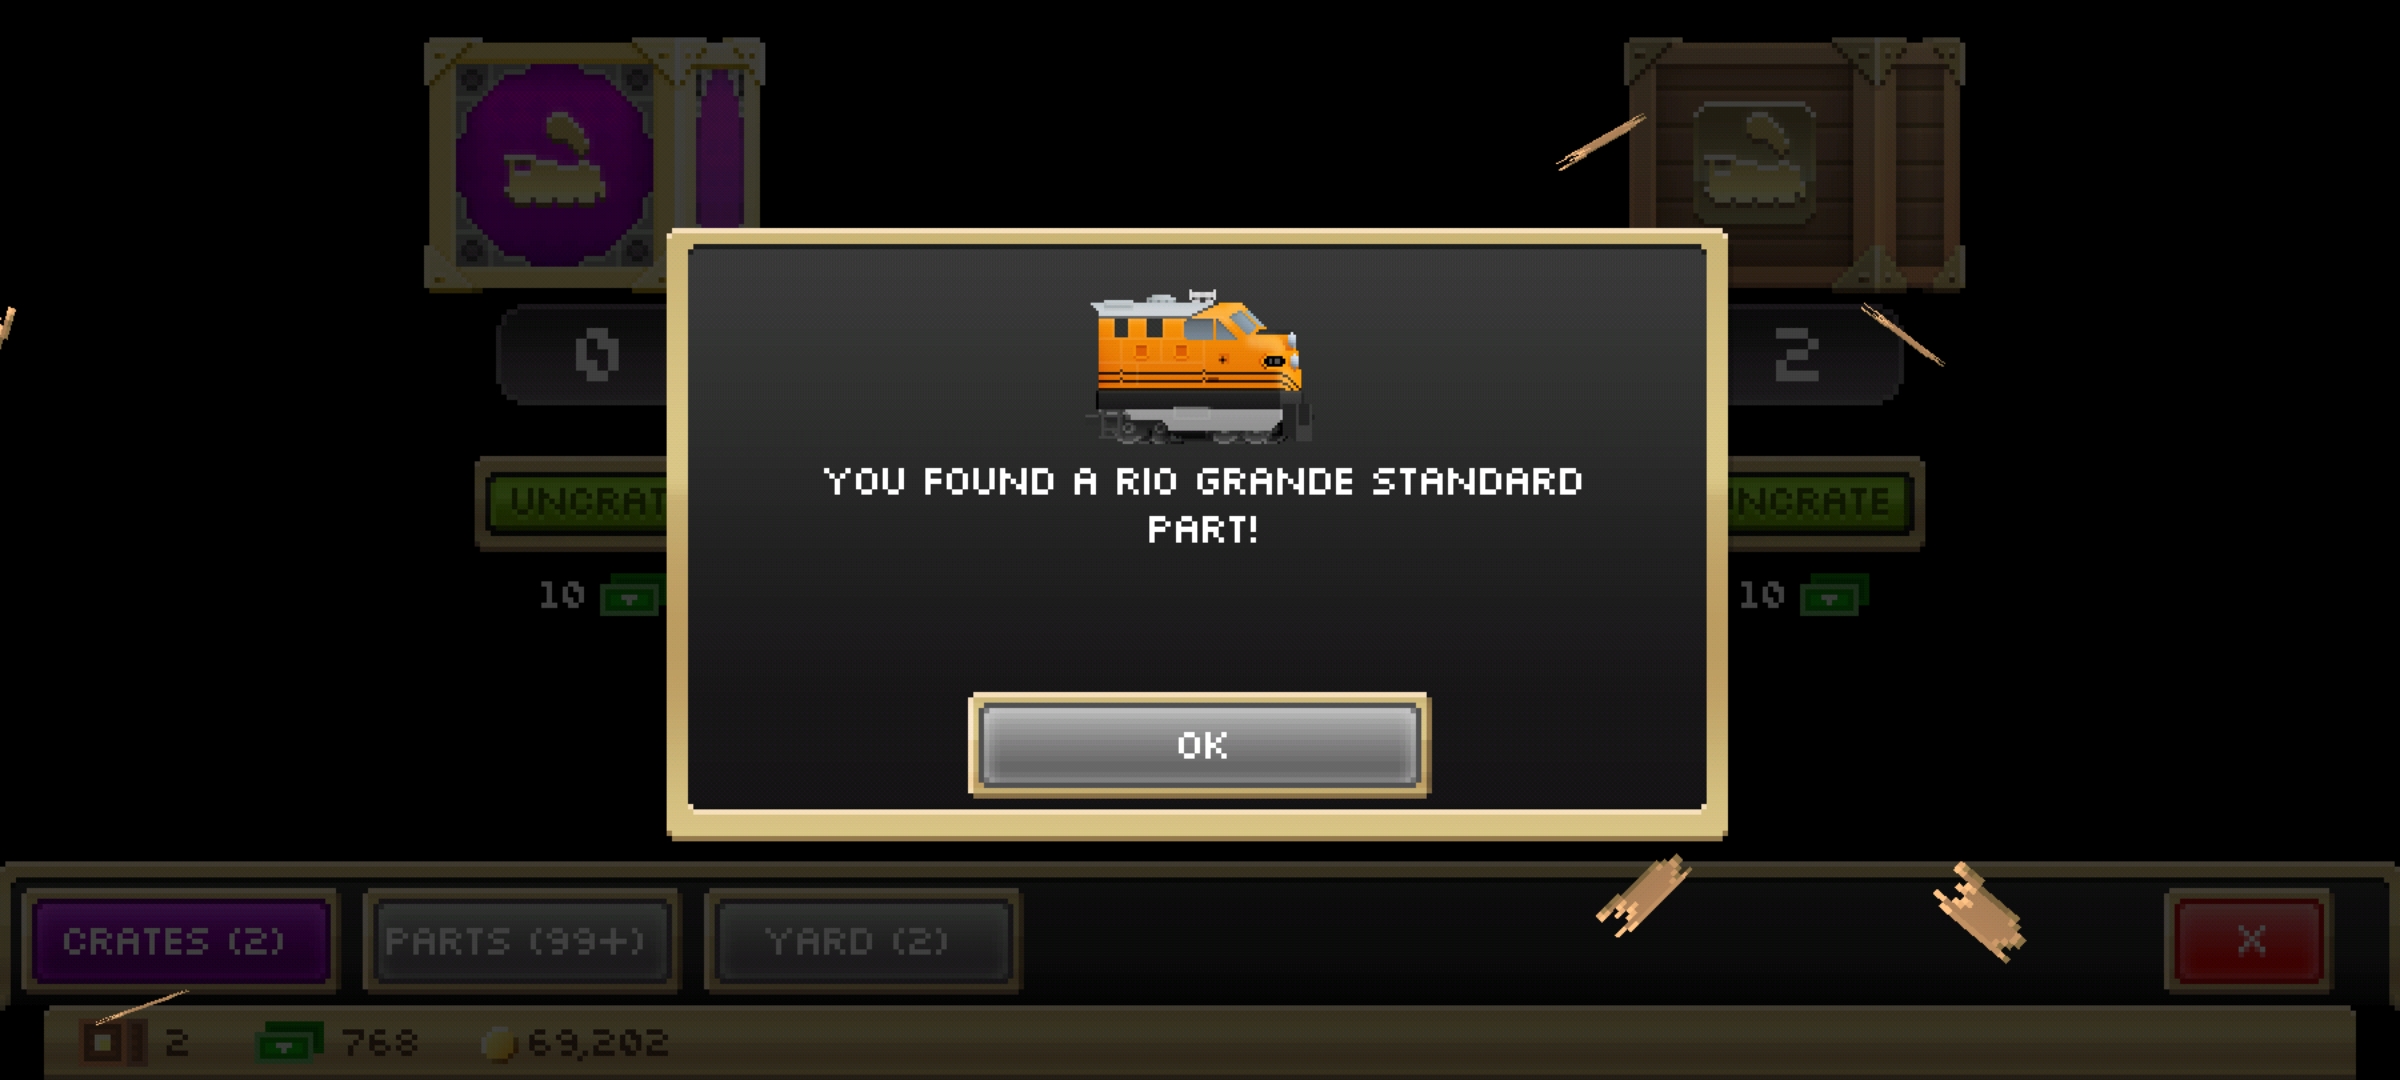 0
2
UNCRAT
NCRATE
10
10
YOU FOUND A RIO GRANDE STANDARD
PART!
OK
CRATES (2)
PARTS (99+)
YARD (2)
X
2
768
69,202